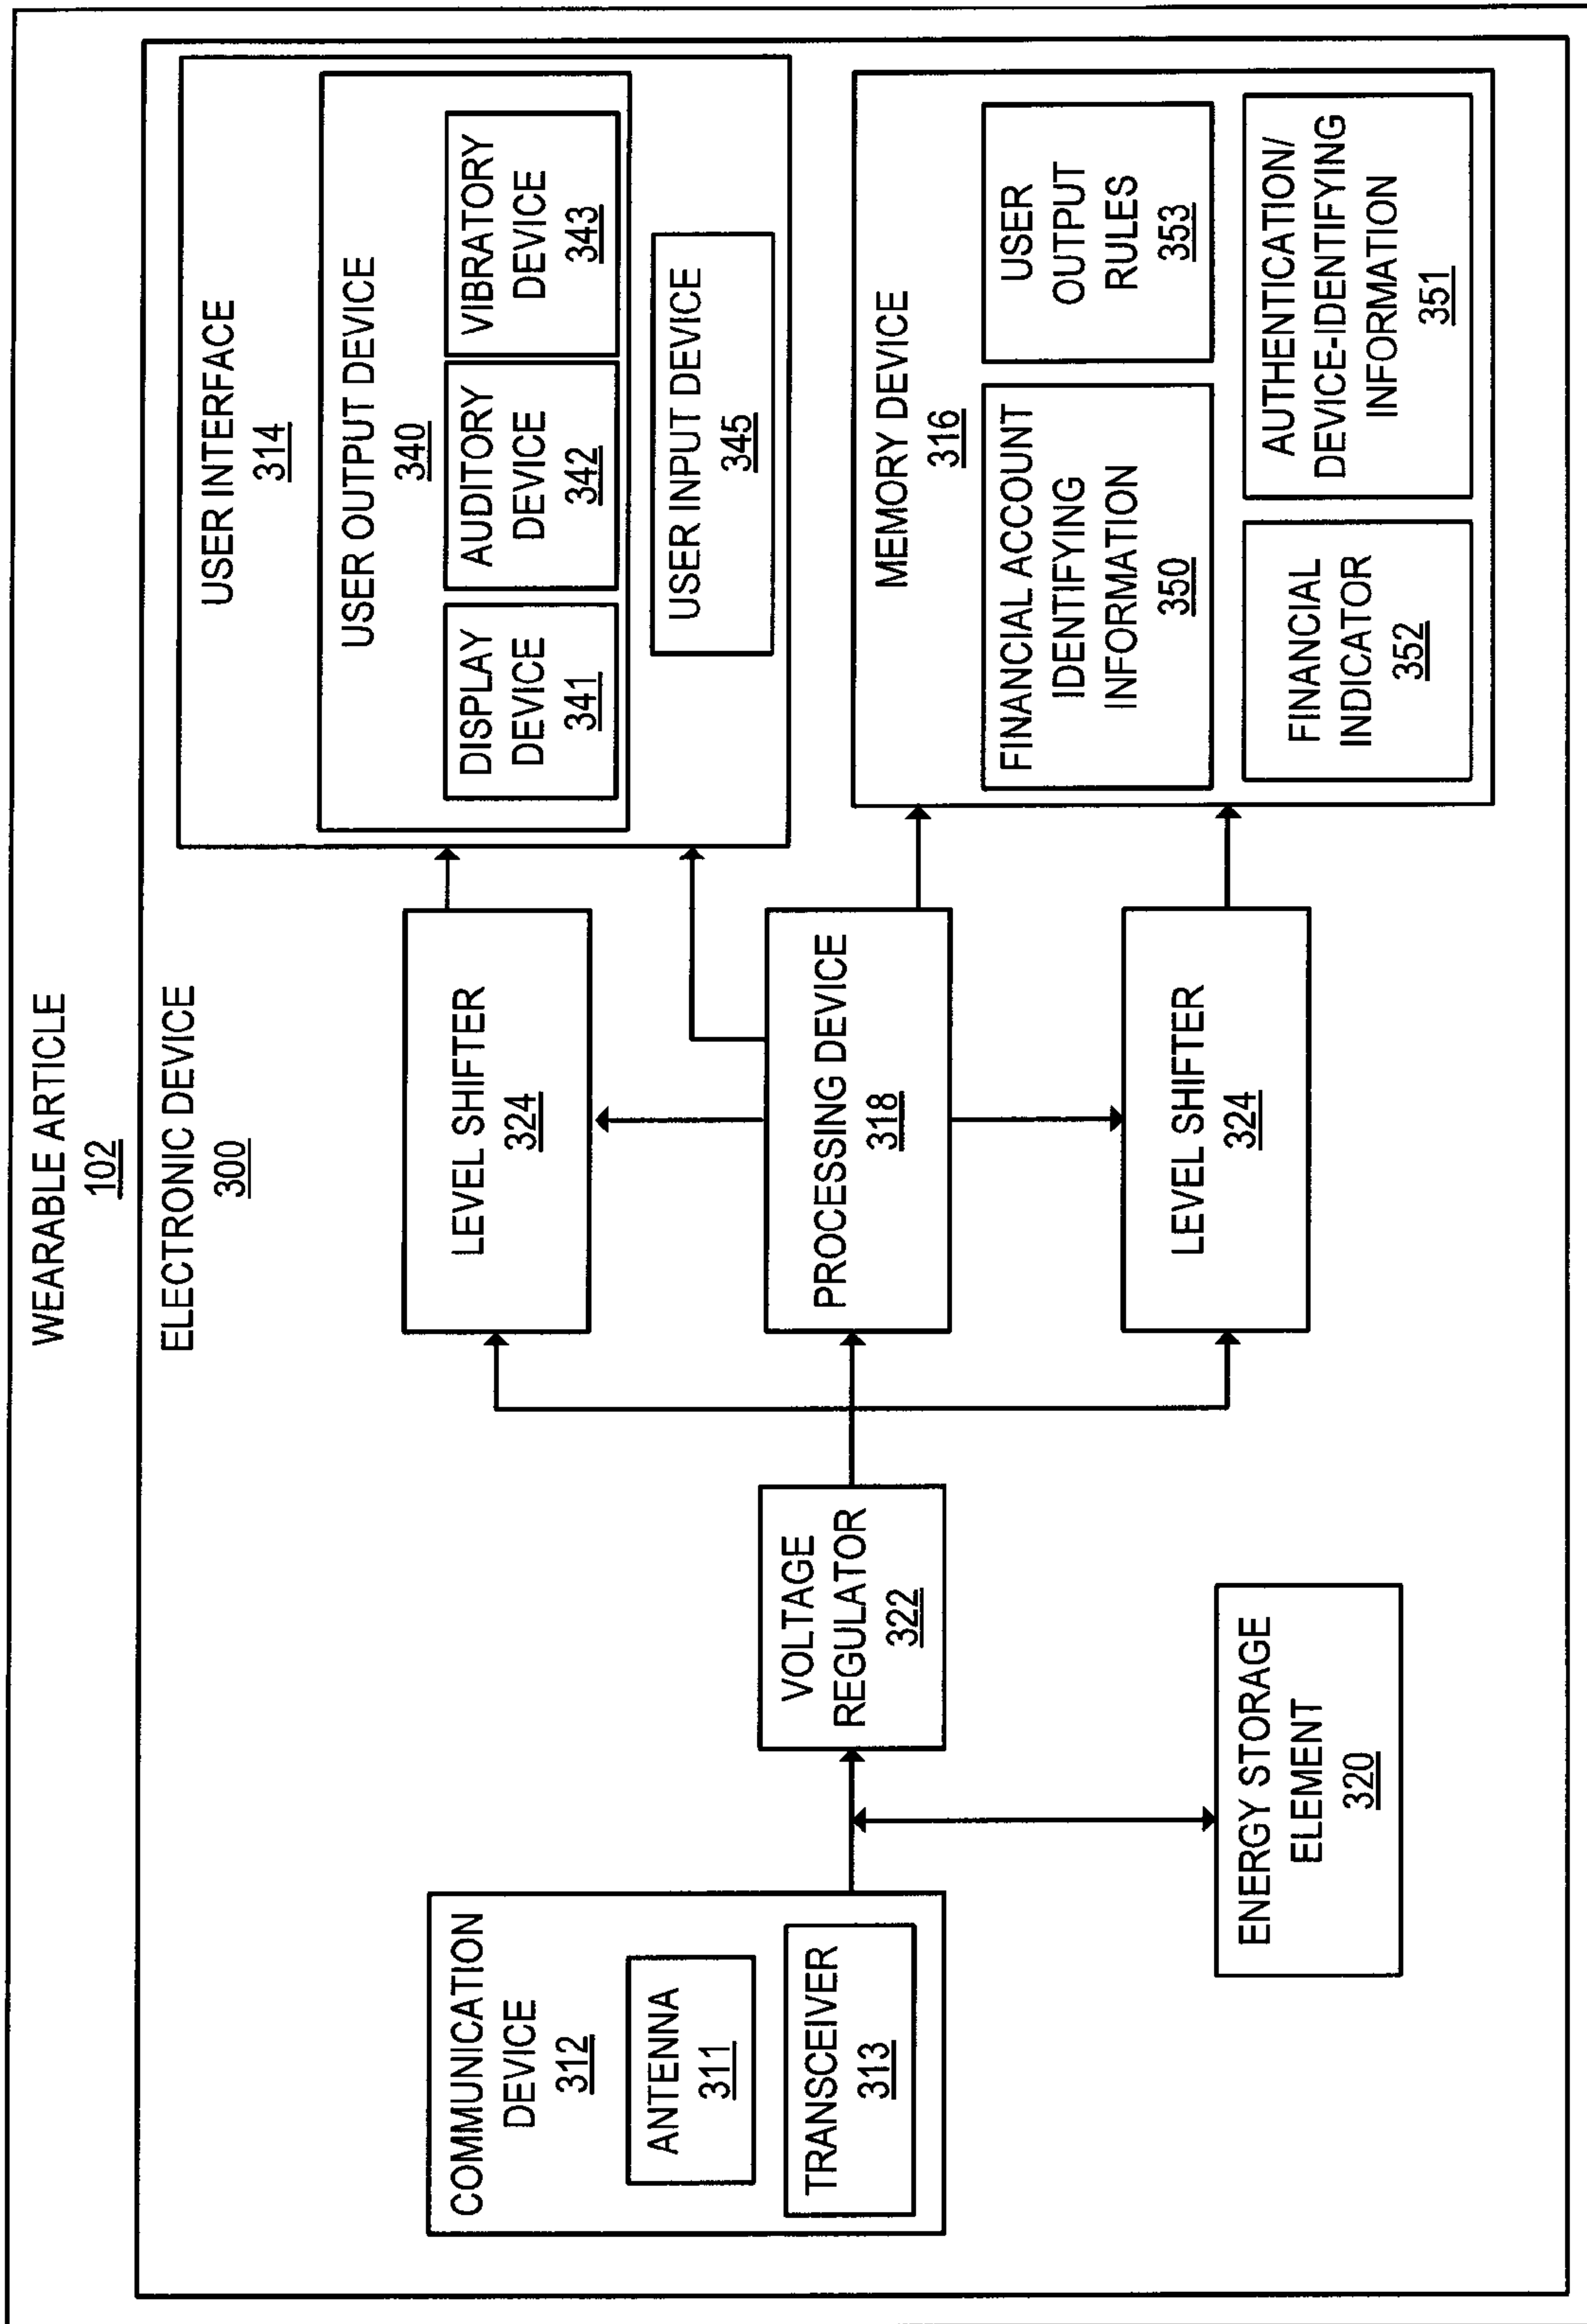 WEARABLE ARTICLE
102
ELECTRONIC DEVICE
300
COMMUNICATION
DEVICE
312
ANTENNA
311
TRANSCEIVER
313
ENERGY STORAGE
ELEMENT
320
VOLTAGE
REGULATOR
322
LEVEL SHIFTER
324
PROCESSING DEVICE
318
LEVEL SHIFTER
324
USER INTERFACE
314
USER OUTPUT DEVICE
340
DISPLAY
DEVICE
341
AUDITORY
DEVICE
342
VIBRATORY
DEVICE
343
USER INPUT DEVICE
345
MEMORY DEVICE
316
FINANCIAL ACCOUNT
IDENTIFYING
INFORMATION
350
USER
OUTPUT
RULES
353
FINANCIAL
INDICATOR
352
AUTHENTICATION/
DEVICE-IDENTIFYING
INFORMATION
351